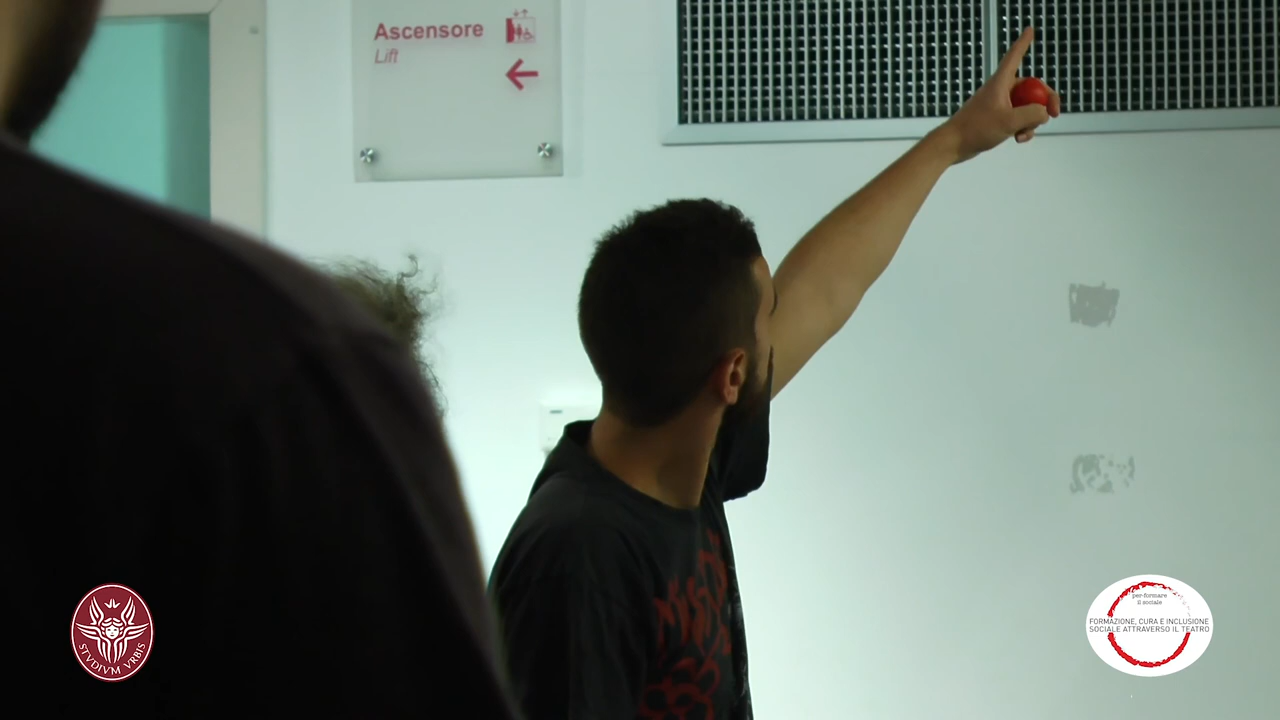 Ascensore
Lift
STVDIVM VRBIS
per-formare
il sociale
FORMAZIONE, CURA E INCLUSIONE
SOCIALE ATTRAVERSO IL TEATRO